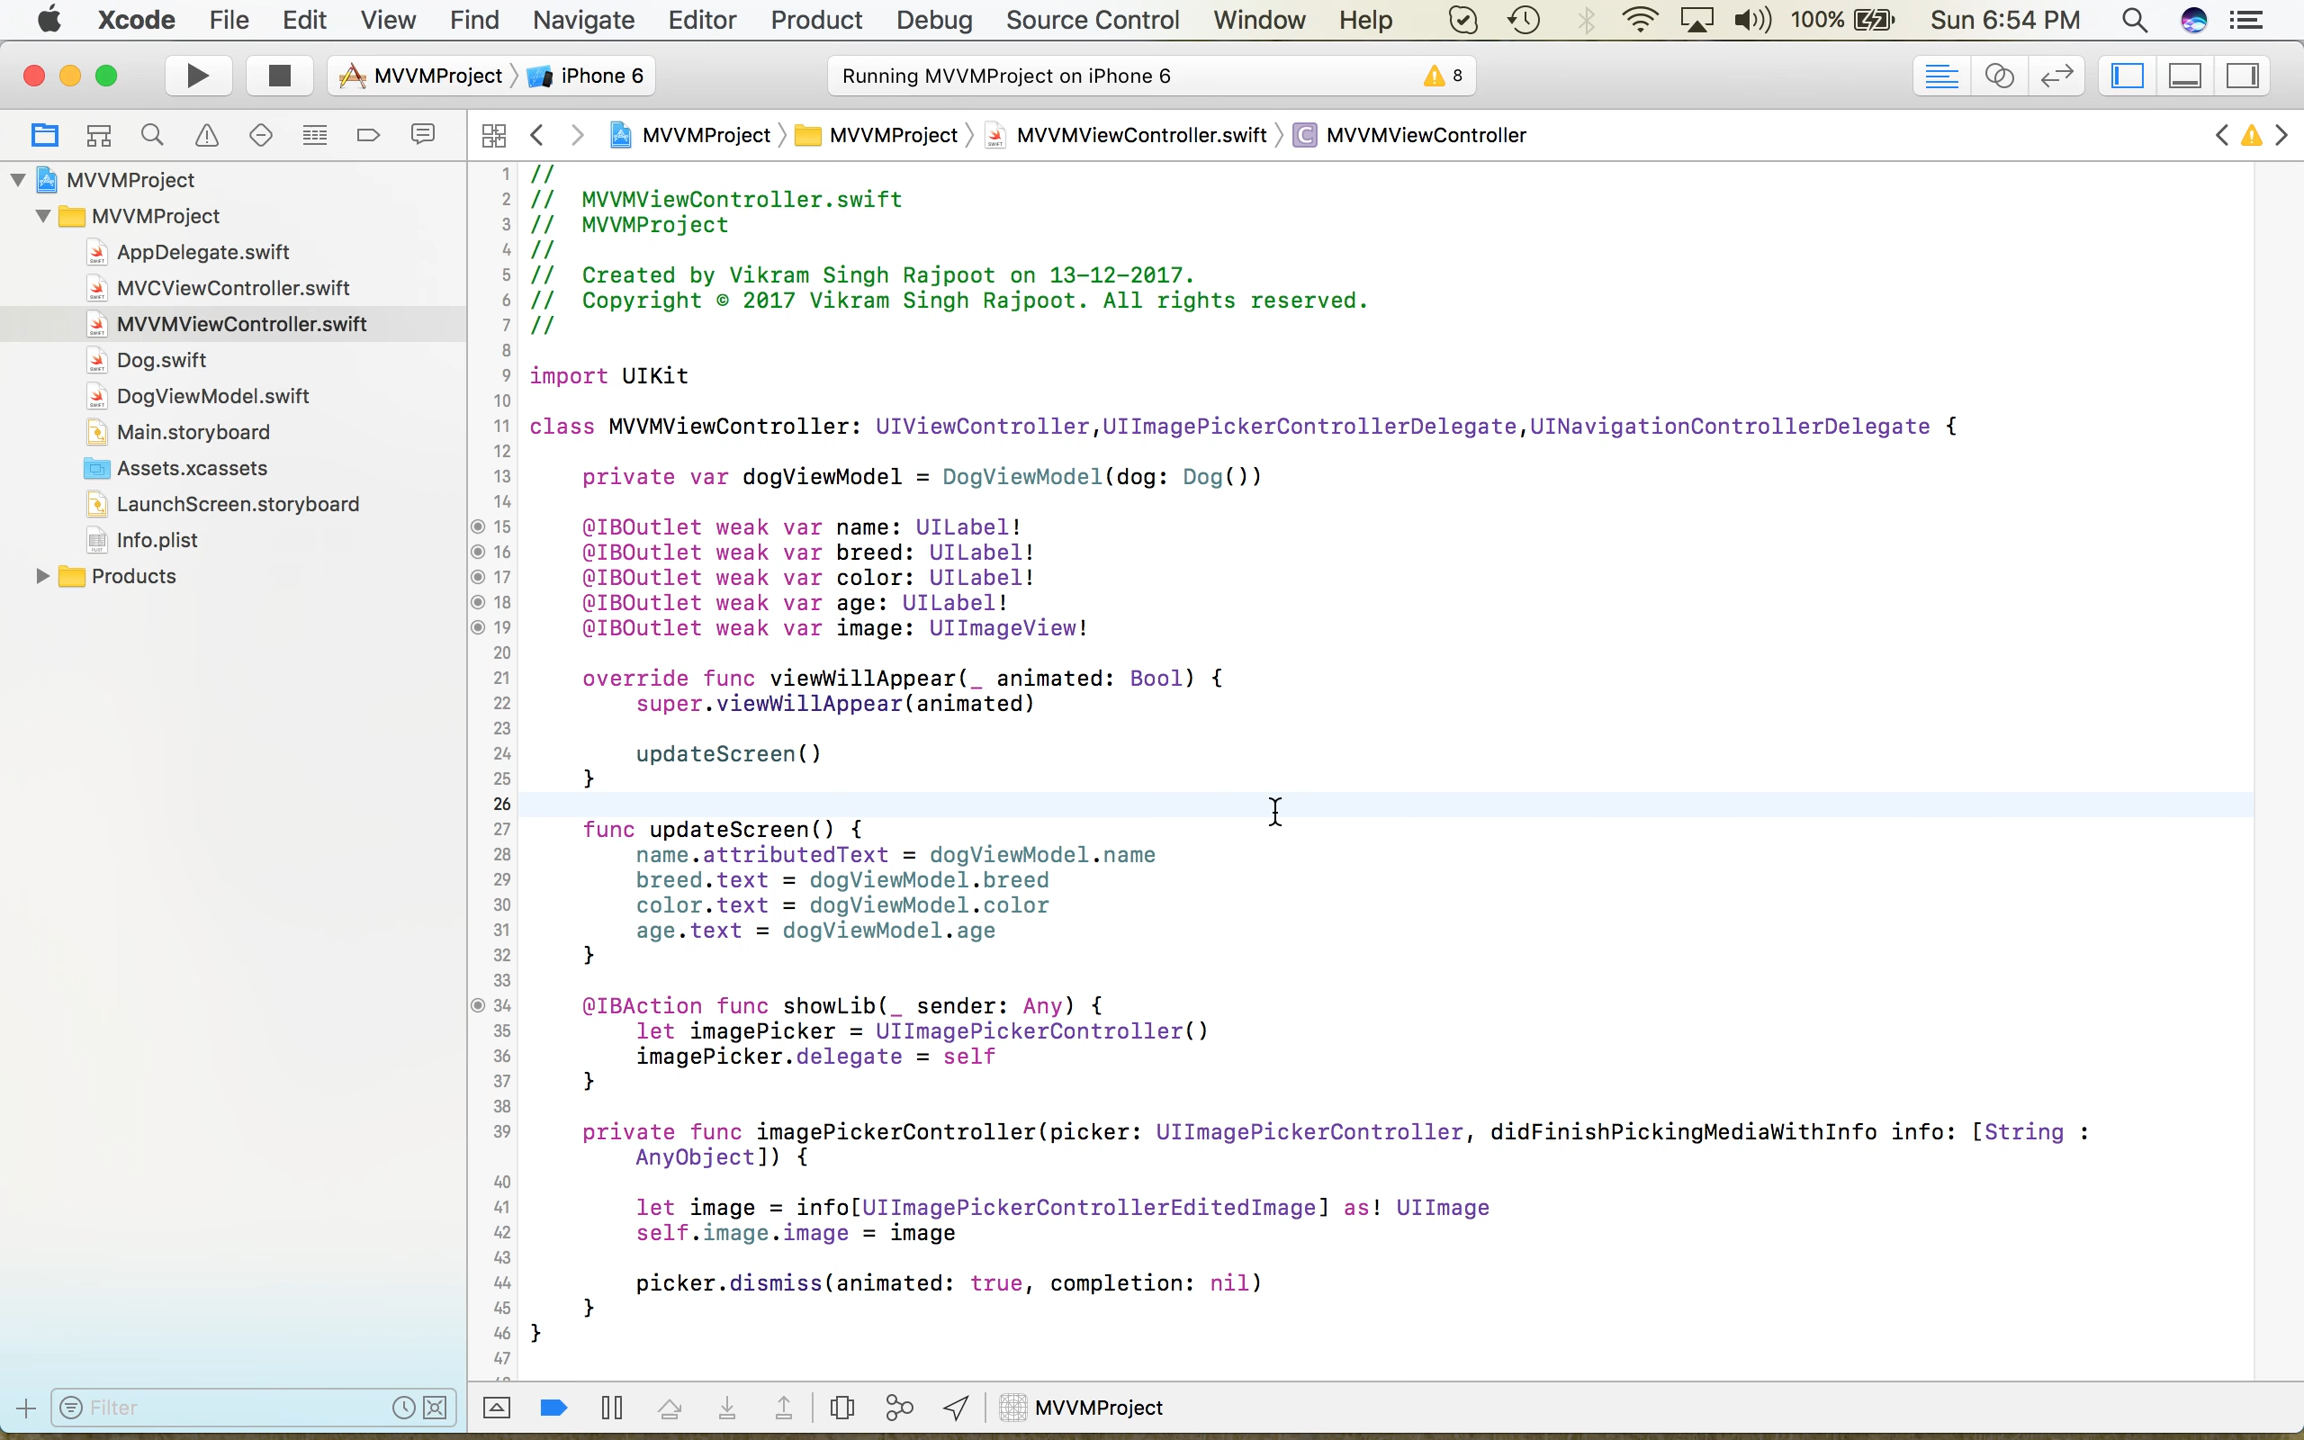 Xcode File Edit View Find Navigate Editor Product Debug Source Control Window Help 100% Sun 6:54 PM
MVVMProject iPhone 6 Running MVVMProject on iPhone 6 8
MVVMProject MVVMProject MVVMViewController.swift C MVVMViewController
MVVMProject
MVVMProject
AppDelegate.swift
MVCViewController.swift
MVVMViewController.swift
Dog.swift
DogViewModel.swift
Main.storyboard
Assets.xcassets
LaunchScreen.storyboard
Info.plist
Products
1 //
2 //  MVVMViewController.swift
3 //  MVVMProject
4 //
5 //  Created by Vikram Singh Rajpoot on 13-12-2017.
6 //  Copyright © 2017 Vikram Singh Rajpoot. All rights reserved.
7 //
8
9 import UIKit
10
11 class MVVMViewController: UIViewController,UIImagePickerControllerDelegate,UINavigationControllerDelegate {
12
13     private var dogViewModel = DogViewModel(dog: Dog())
14
15     @IBOutlet weak var name: UILabel!
16     @IBOutlet weak var breed: UILabel!
17     @IBOutlet weak var color: UILabel!
18     @IBOutlet weak var age: UILabel!
19     @IBOutlet weak var image: UIImageView!
20
21     override func viewWillAppear(_ animated: Bool) {
22         super.viewWillAppear(animated)
23
24         updateScreen()
25     }
26
27     func updateScreen() {
28         name.attributedText = dogViewModel.name
29         breed.text = dogViewModel.breed
30         color.text = dogViewModel.color
31         age.text = dogViewModel.age
32     }
33
34     @IBAction func showLib(_ sender: Any) {
35         let imagePicker = UIImagePickerController()
36         imagePicker.delegate = self
37     }
38
39     private func imagePickerController(picker: UIImagePickerController, didFinishPickingMediaWithInfo info: [String :
        AnyObject]) {
40
41         let image = info[UIImagePickerControllerEditedImage] as! UIImage
42         self.image.image = image
43
44         picker.dismiss(animated: true, completion: nil)
45     }
46 }
47
Filter MVVMProject